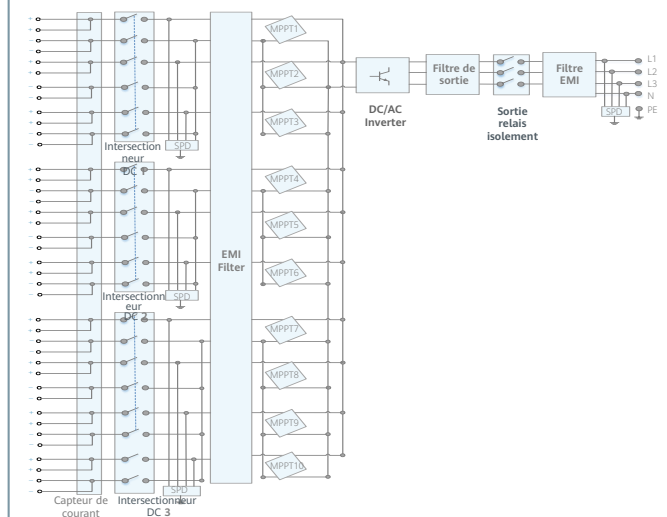 MPPT1
MPPT2
MPPT3
Intersection
neur
DC 1
SPD
MPPT4
MPPT5
MPPT6
Intersectionn
eur
DC 2
SPD
EMI
Filter
MPPT7
MPPT8
MPPT9
MPPT10
SPD
Capteur de
courant
Intersectionneur
DC 3
DC/AC
Inverter
Filtre de
sortie
Sortie
relais
isolement
Filtre
EMI
SPD
L1
L2
L3
N
PE